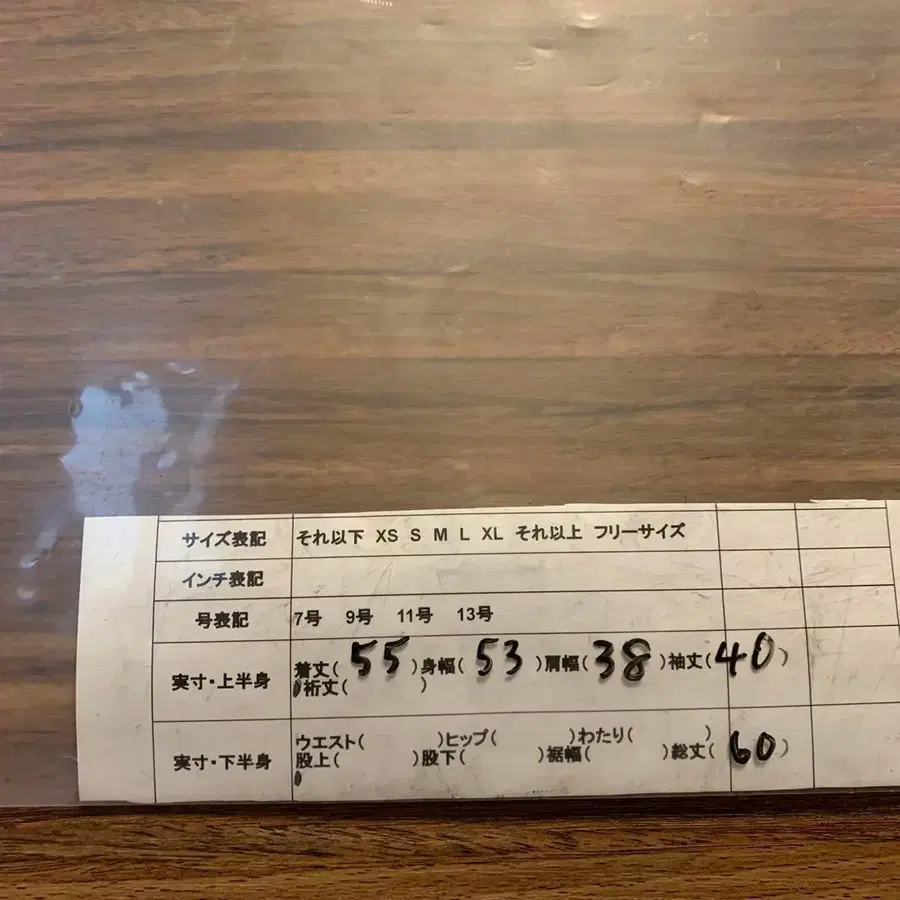 サイズ表記 それ以下 XS S M L XL それ以上 フリーサイズ
インチ表記
号表記 7号 9号 11号 13号
実寸・上半身 着丈( 55 )身幅( 53 )肩幅( 38 )袖丈( 40 )
裄丈( )
実寸・下半身 ウエスト( )ヒップ( )わたり( )
股上( )股下( )裾幅( )総丈( 60 )